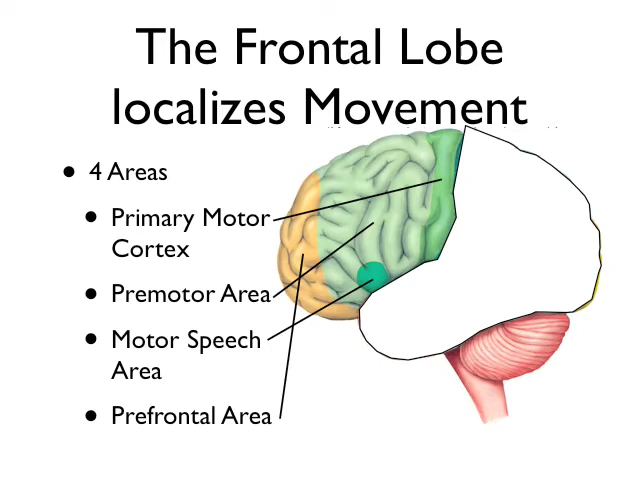 The Frontal Lobe
localizes Movement
• 4 Areas
• Primary Motor
Cortex
• Premotor Area
• Motor Speech
Area
• Prefrontal Area